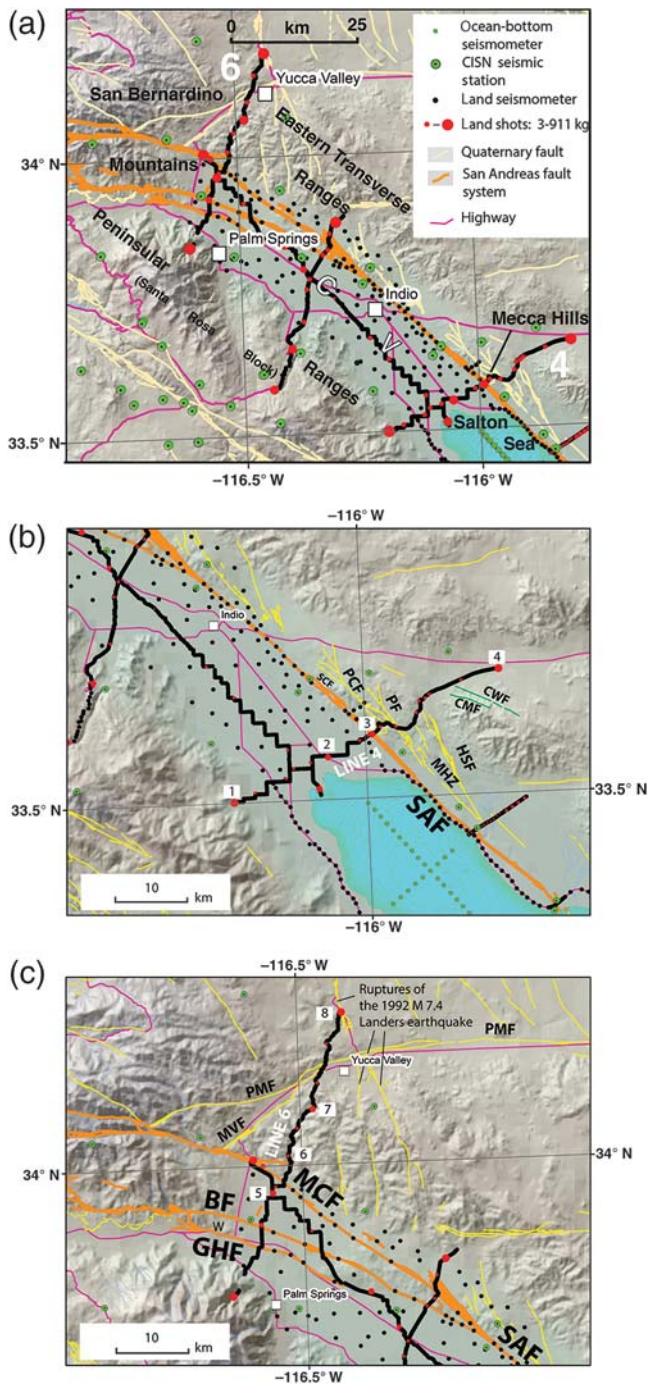 (a)
0 25
km
6
Yucca Valley
San Bernardino
Mountains
Eastern Transverse
Ranges
34° N
Peninsular
(Santa
Rosa
Block)
Ranges
Palm Springs
C
V
Indio
Mecca Hills
4
Salton
Sea
33.5° N
−116.5° W
−116° W
Ocean-bottom
seismometer
CISN seismic
station
Land seismometer
Land shots: 3-911 kg
Quaternary fault
San Andreas fault
system
Highway
(b)
−116° W
Indio
4
SCF
PCF
PF
CWF
CMF
3
2
LINE 4
1
HSF
MHZ
SAF
33.5° N
33.5° N
10
km
−116° W
(c)
−116.5° W
Ruptures of
the 1992 M 7.4
Landers earthquake
8
PMF
Yucca Valley
PMF
7
MVF
LINE 6
6
34° N
34° N
5
MCF
BF
W
GHF
Palm Springs
SAF
10
km
−116.5° W